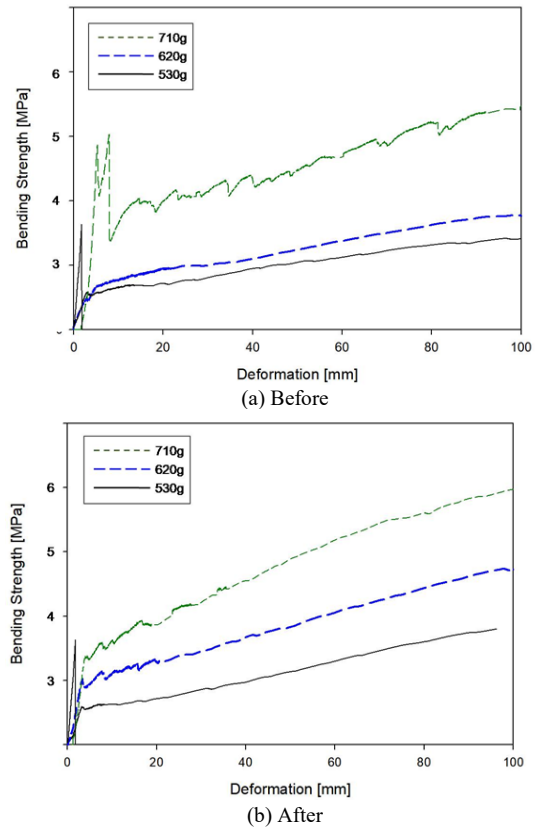 710g
620g
530g
Bending Strength [MPa]
6
5
4
3
0
20
40
60
80
100
Deformation [mm]
(a) Before
710g
620g
530g
Bending Strength [MPa]
6
5
4
3
0
20
40
60
80
100
Deformation [mm]
(b) After